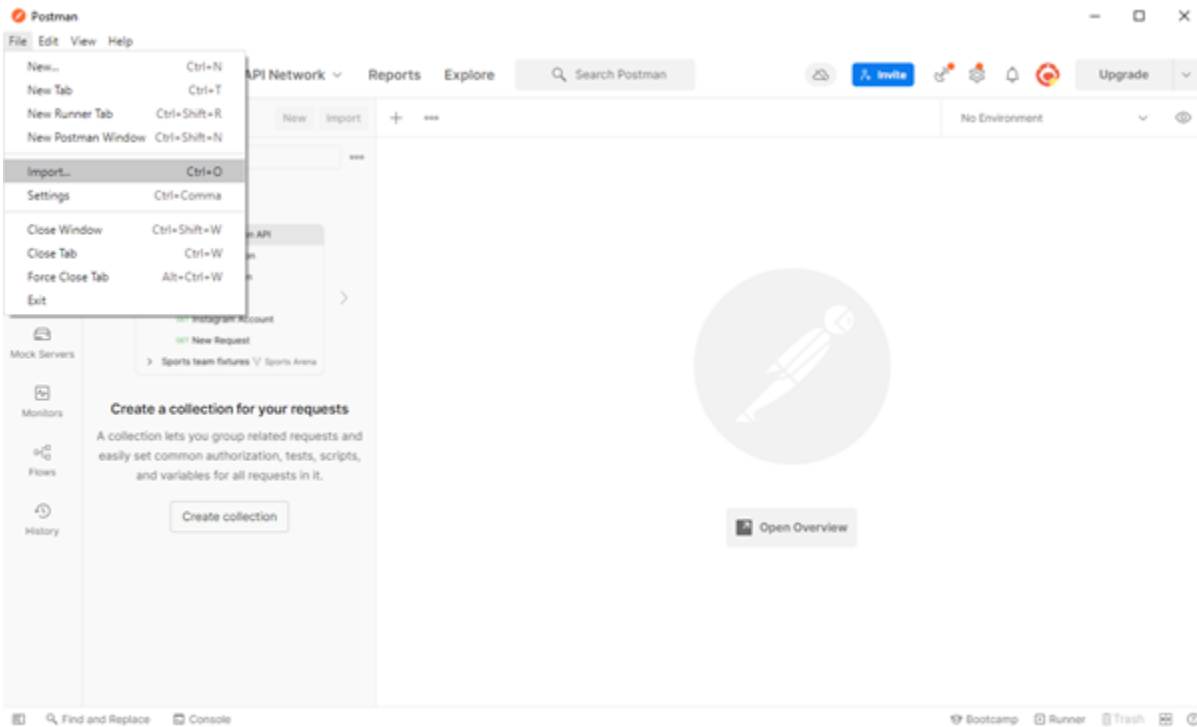 Postman
File Edit View Help
New... Ctrl+N
New Tab Ctrl+T
New Runner Tab Ctrl+Shift+R
New Postman Window Ctrl+Shift+N
Import... Ctrl+O
Settings Ctrl+Comma
Close Window Ctrl+Shift+W
Close Tab Ctrl+W
Force Close Tab Alt+Ctrl+W
Exit
API Network Reports Explore Search Postman Invite Upgrade
New Import No Environment
API
GET Instagram Account
GET New Request
Sports team fixtures Sports Arena
Mock Servers
Monitors
Flows
History
Create a collection for your requests
A collection lets you group related requests and
easily set common authorization, tests, scripts,
and variables for all requests in it.
Create collection
Open Overview
Find and Replace Console Bootcamp Runner Trash